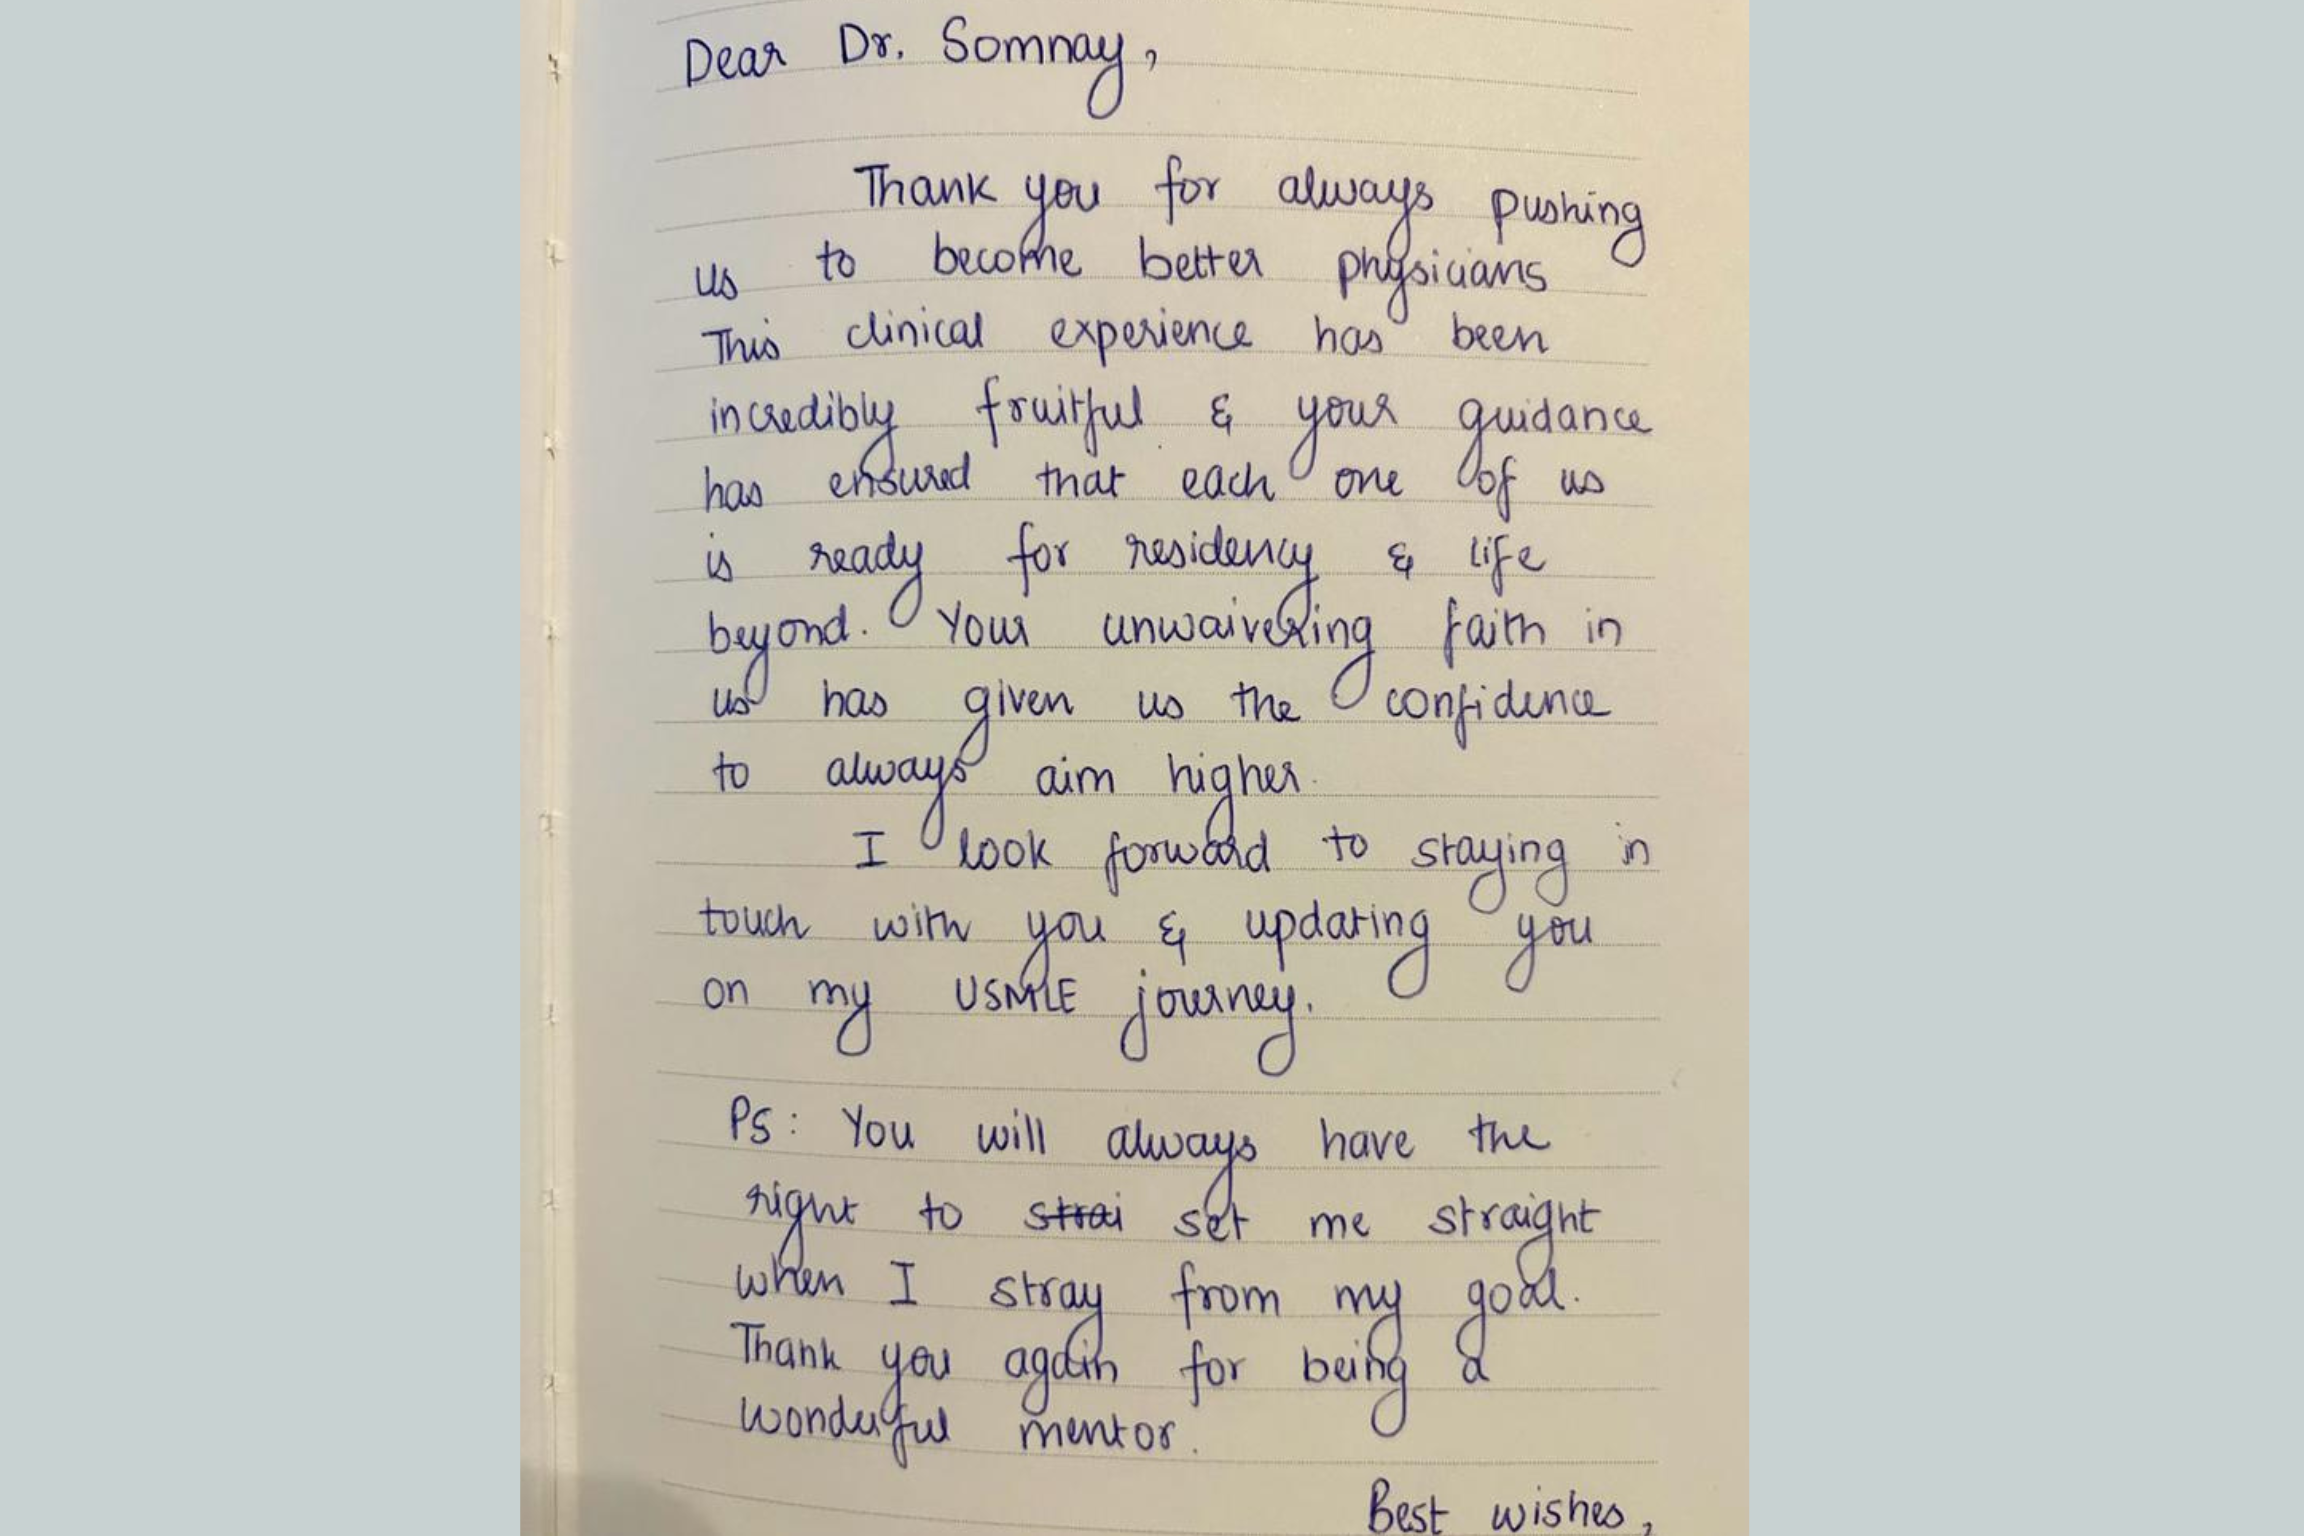 Dear Dr. Somnay,
Thank you for always pushing
us to become better physicians
This clinical experience has been
incredibly fruitful & your guidance
has ensured that each one of us
is ready for residency & life
beyond. Your unwaivering faith in
us has given us the confidence
to always aim higher.
I look forward to staying in
touch with you & updating you
on my USMLE journey.
PS: You will always have the
right to strai set me straight
when I stray from my goal.
Thank you again for being a
wonderful mentor.
Best wishes,